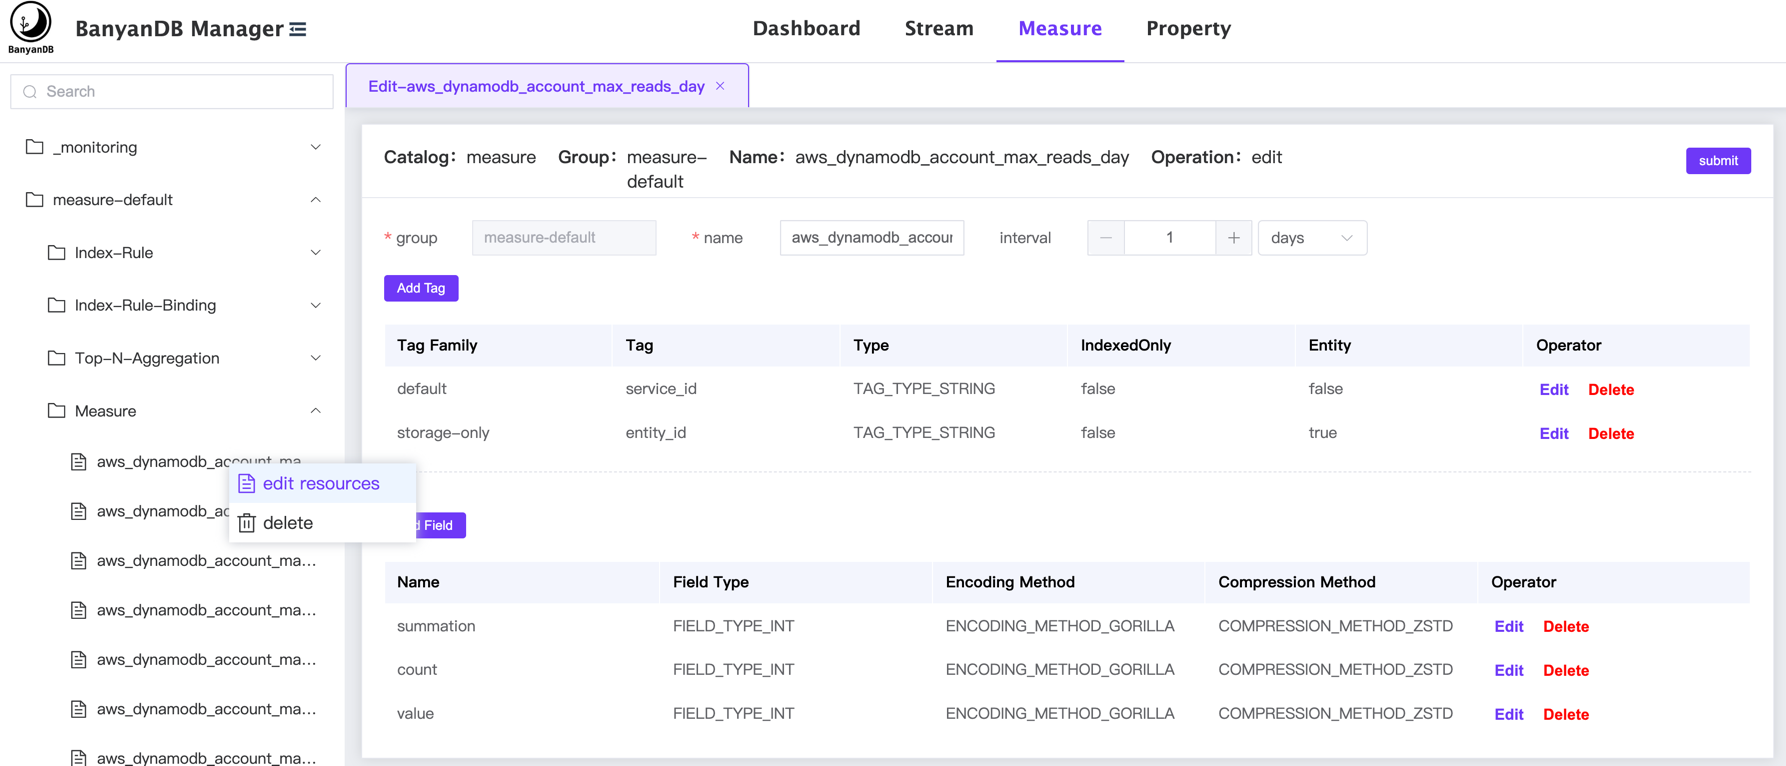 BanyanDB
BanyanDB Manager
Dashboard
Stream
Measure
Property
Search
_monitoring
measure-default
Index-Rule
Index-Rule-Binding
Top-N-Aggregation
Measure
aws_dynamodb_account_ma...
aws_dynamodb_ac
aws_dynamodb_account_ma...
aws_dynamodb_account_ma...
aws_dynamodb_account_ma...
aws_dynamodb_account_ma...
aws_dynamodb_account_ma...
edit resources
delete
Edit-aws_dynamodb_account_max_reads_day ×
Catalog: measure Group: measure-default Name: aws_dynamodb_account_max_reads_day Operation: edit
submit
* group measure-default * name aws_dynamodb_accour interval — 1 + days
Add Tag
Tag Family Tag Type IndexedOnly Entity Operator
default service_id TAG_TYPE_STRING false false Edit Delete
storage-only entity_id TAG_TYPE_STRING false true Edit Delete
d Field
Name Field Type Encoding Method Compression Method Operator
summation FIELD_TYPE_INT ENCODING_METHOD_GORILLA COMPRESSION_METHOD_ZSTD Edit Delete
count FIELD_TYPE_INT ENCODING_METHOD_GORILLA COMPRESSION_METHOD_ZSTD Edit Delete
value FIELD_TYPE_INT ENCODING_METHOD_GORILLA COMPRESSION_METHOD_ZSTD Edit Delete